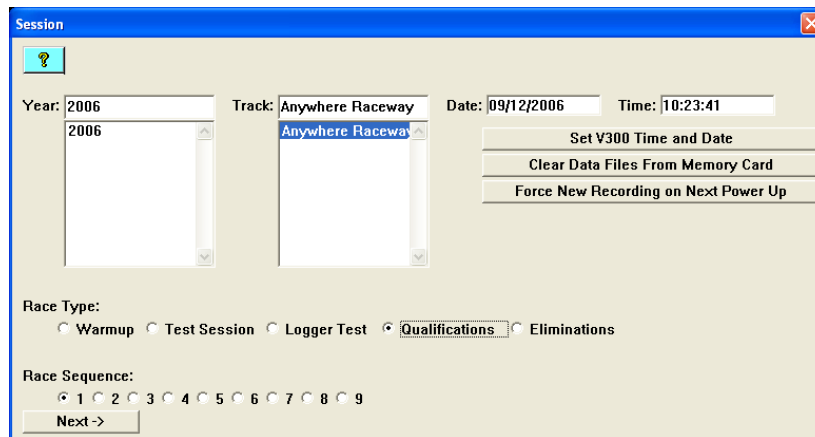 Session
?
Year: 2006 Track: Anywhere Raceway Date: 09/12/2006 Time: 10:23:41
2006 Anywhere Raceway
Set V300 Time and Date
Clear Data Files From Memory Card
Force New Recording on Next Power Up
Race Type:
Warmup Test Session Logger Test Qualifications Eliminations
Race Sequence:
1 2 3 4 5 6 7 8 9
Next ->